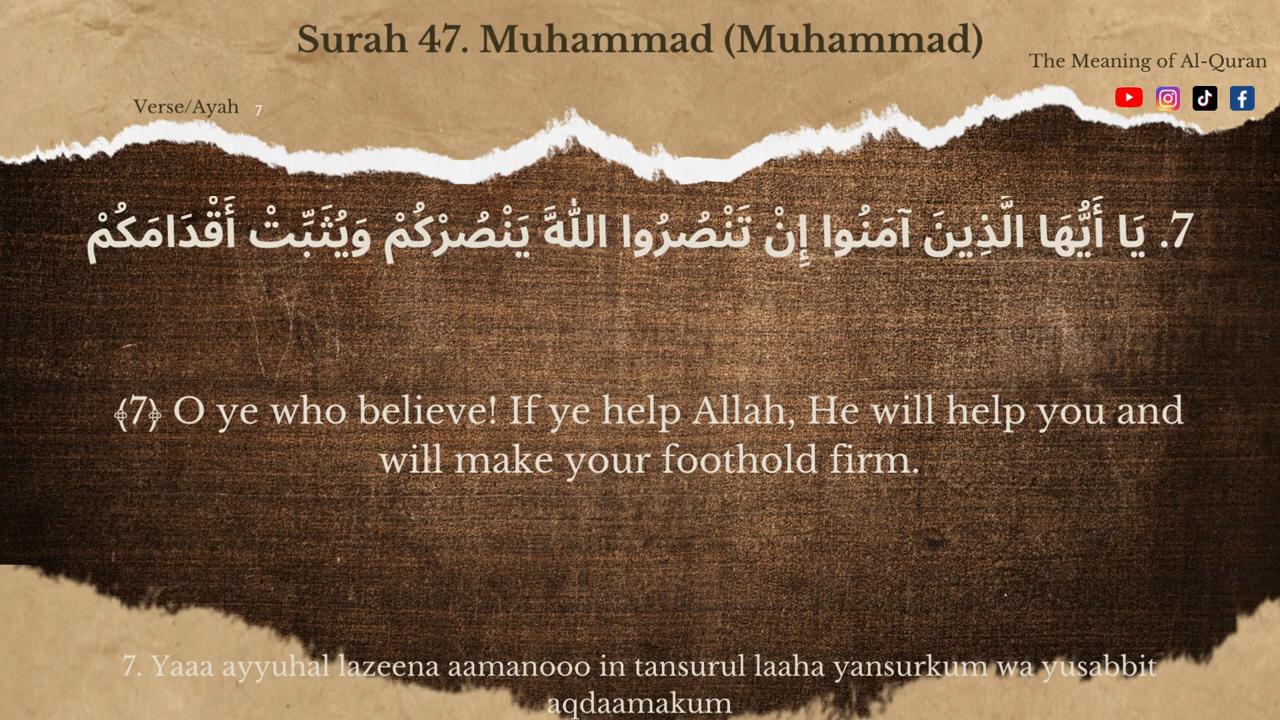 Surah 47. Muhammad (Muhammad)
The Meaning of Al-Quran
Verse/Ayah 7
7. يَا أَيُّهَا الَّذِينَ آمَنُوا إِنْ تَنْصُرُوا اللَّهَ يَنْصُرْكُمْ وَيُثَبِّتْ أَقْدَامَكُمْ
﴾7﴿ O ye who believe! If ye help Allah, He will help you and
will make your foothold firm.
7. Yaaa ayyuhal lazeena aamanooo in tansurul laaha yansurkum wa yusabbit
aqdaamakum